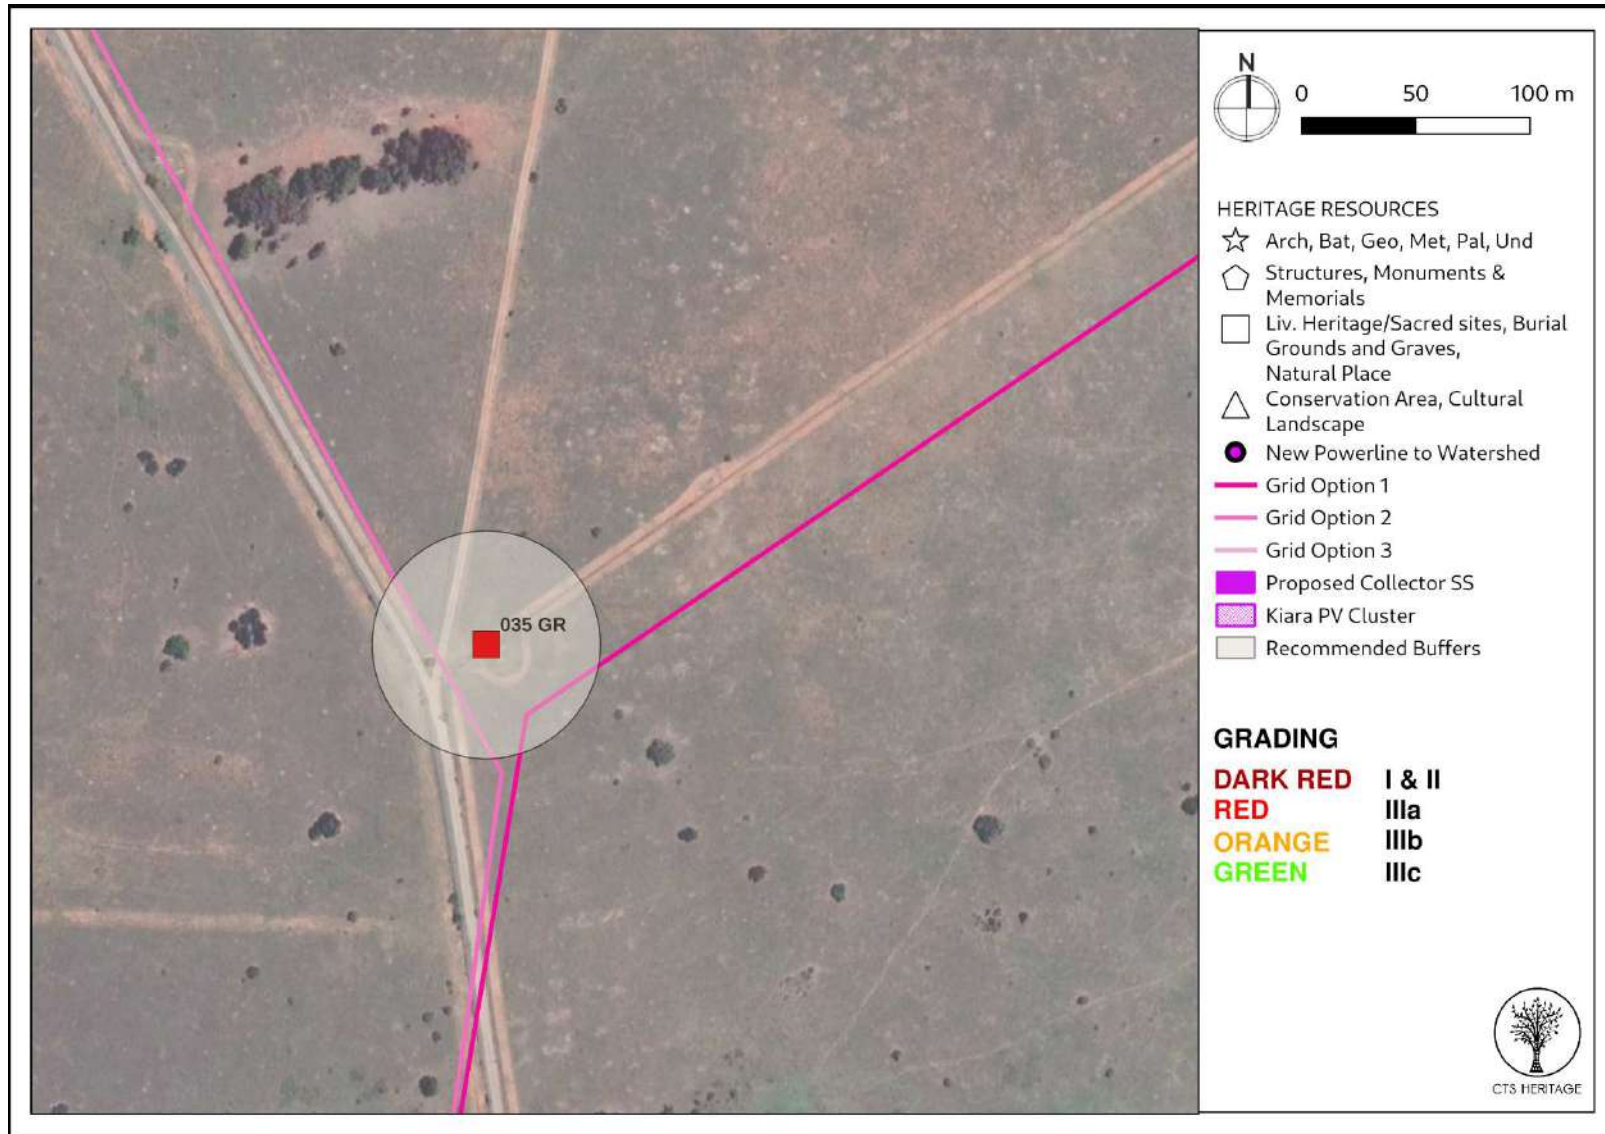 035 GR
N
0 50 100 m
HERITAGE RESOURCES
Arch, Bat, Geo, Met, Pal, Und
Structures, Monuments &
Memorials
Liv. Heritage/Sacred sites, Burial
Grounds and Graves,
Natural Place
Conservation Area, Cultural
Landscape
New Powerline to Watershed
Grid Option 1
Grid Option 2
Grid Option 3
Proposed Collector SS
Kiara PV Cluster
Recommended Buffers
GRADING
DARK RED I & II
RED IIIa
ORANGE IIIb
GREEN IIIc
CTS HERITAGE